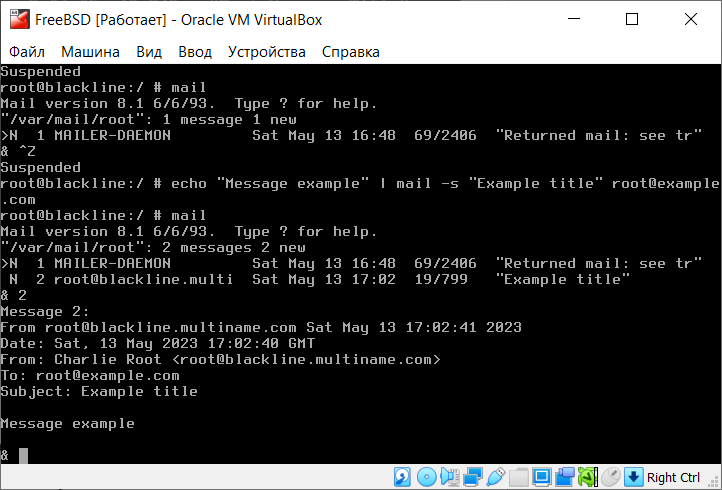 FreeBSD [Работает] - Oracle VM VirtualBox
Файл Машина Вид Ввод Устройства Справка
Suspended
root@blackline:/ # mail
Mail version 8.1 6/6/93.  Type ? for help.
"/var/mail/root": 1 message 1 new
>N  1 MAILER-DAEMON         Sat May 13 16:48  69/2406  "Returned mail: see tr"
& ^Z
Suspended
root@blackline:/ # echo "Message example" | mail -s "Example title" root@example
.com
root@blackline:/ # mail
Mail version 8.1 6/6/93.  Type ? for help.
"/var/mail/root": 2 messages 2 new
>N  1 MAILER-DAEMON         Sat May 13 16:48  69/2406  "Returned mail: see tr"
 N  2 root@blackline.multi  Sat May 13 17:02  19/799   "Example title"
& 2
Message 2:
From root@blackline.multiname.com Sat May 13 17:02:41 2023
Date: Sat, 13 May 2023 17:02:40 GMT
From: Charlie Root <root@blackline.multiname.com>
To: root@example.com
Subject: Example title
Message example
&
Right Ctrl